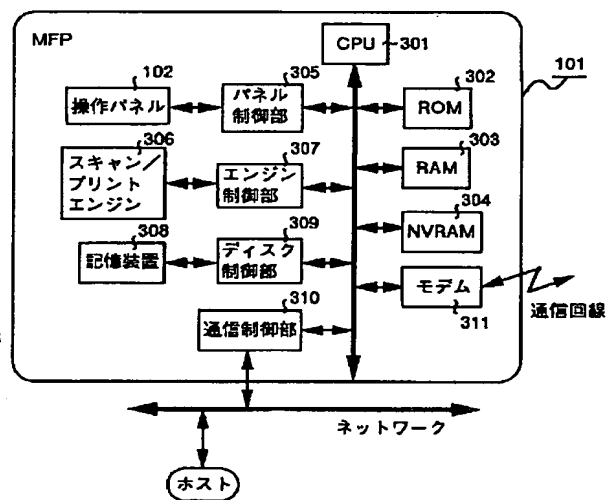 MFP
CPU
301
101
102
操作パネル
305
パネル
制御部
302
ROM
306
スキャン／
プリント
エンジン
307
エンジン
制御部
303
RAM
308
記憶装置
309
ディスク
制御部
304
NVRAM
310
通信制御部
モデム
311
通信回線
ネットワーク
ホスト